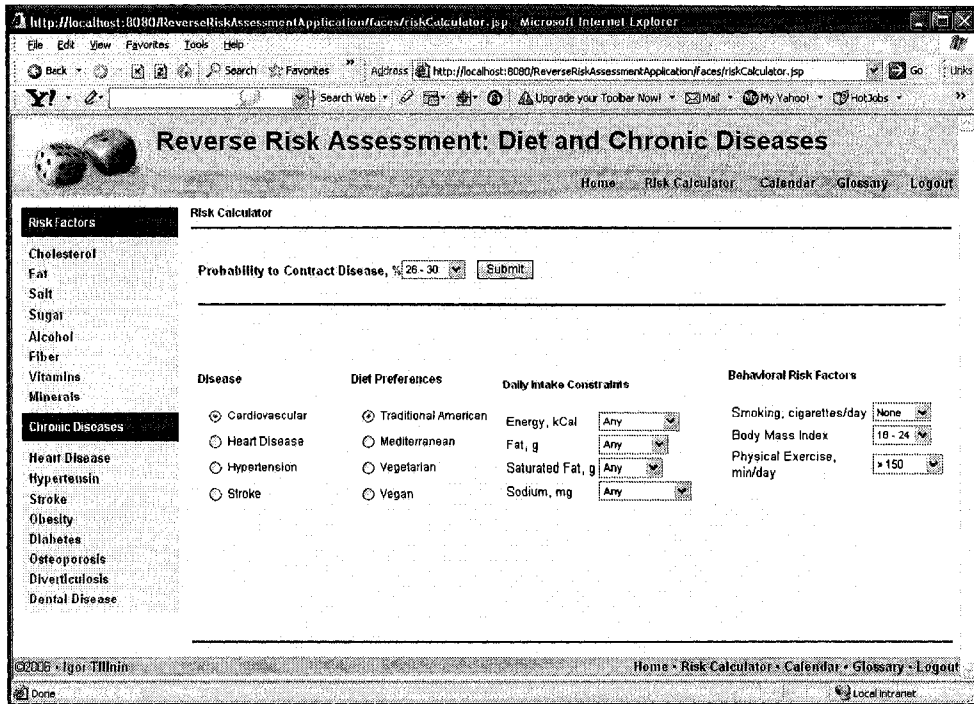 http://localhost:8080/ReverseRiskAssessmentApplication/faces/riskCalculator.jsp - Microsoft Internet Explorer
File Edit View Favorites Tools Help
Back Search Favorites Address http://localhost:8080/ReverseRiskAssessmentApplication/faces/riskCalculator.jsp Go Links
Y! Search Web Upgrade your Toolbar Now! Mail My Yahoo! HotJobs
Reverse Risk Assessment: Diet and Chronic Diseases
Home Risk Calculator Calendar Glossary Logout
Risk Factors
Cholesterol
Fat
Salt
Sugar
Alcohol
Fiber
Vitamins
Minerals
Chronic Diseases
Heart Disease
Hypertensin
Stroke
Obesity
Diabetes
Osteoporosis
Diverticulosis
Dental Disease
Risk Calculator
Probability to Contract Disease, % 26 - 30 Submit
Disease
Cardiovascular
Heart Disease
Hypertension
Stroke
Diet Preferences
Traditional American
Mediterranean
Vegetarian
Vegan
Daily Intake Constraints
Energy, kCal Any
Fat, g Any
Saturated Fat, g Any
Sodium, mg Any
Behavioral Risk Factors
Smoking, cigarettes/day None
Body Mass Index 18 - 24
Physical Exercise,
min/day > 150
©2006 • Igor Tilinin
Home • Risk Calculator • Calendar • Glossary • Logout
Done Local intranet